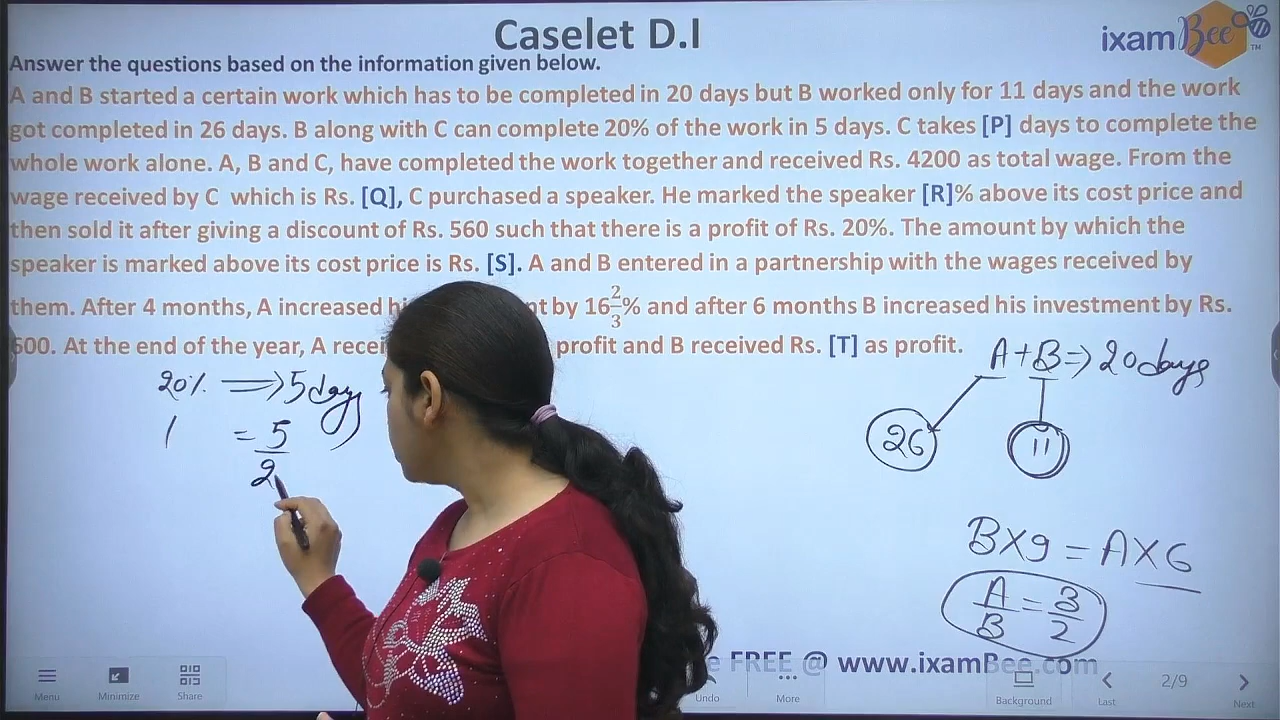 Caselet D.I
ixamBee
TM
Answer the questions based on the information given below.
A and B started a certain work which has to be completed in 20 days but B worked only for 11 days and the work
got completed in 26 days. B along with C can complete 20% of the work in 5 days. C takes [P] days to complete the
whole work alone. A, B and C, have completed the work together and received Rs. 4200 as total wage. From the
wage received by C which is Rs. [Q], C purchased a speaker. He marked the speaker [R]% above its cost price and
then sold it after giving a discount of Rs. 560 such that there is a profit of Rs. 20%. The amount by which the
speaker is marked above its cost price is Rs. [S]. A and B entered in a partnership with the wages received by
them. After 4 months, A increased by 16 2/3% and after 6 months B increased his investment by Rs.
600. At the end of the year, A profit and B received Rs. [T] as profit.
20% => 5 days
1 = 5/2
A+B => 20 days
26 11
B×9 = A×6
A/B = 3/2
FREE @ www.ixamBee.com
Menu Minimize Share Undo More Background Last 2/9 Next